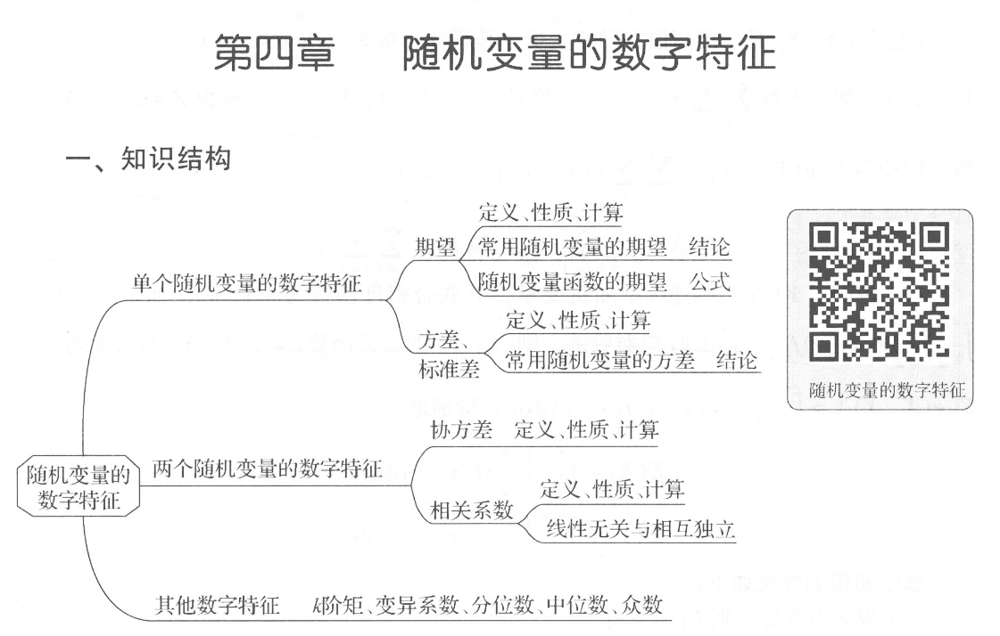 第四章 随机变量的数字特征
一、知识结构
定义、性质、计算
期望 常用随机变量的期望 结论
单个随机变量的数字特征
随机变量函数的期望 公式
定义、性质、计算
方差、
标准差
常用随机变量的方差 结论
随机变量的数字特征
协方差 定义、性质、计算
随机变量的
数字特征
两个随机变量的数字特征
定义、性质、计算
相关系数
线性无关与相互独立
其他数字特征 k阶矩、变异系数、分位数、中位数、众数